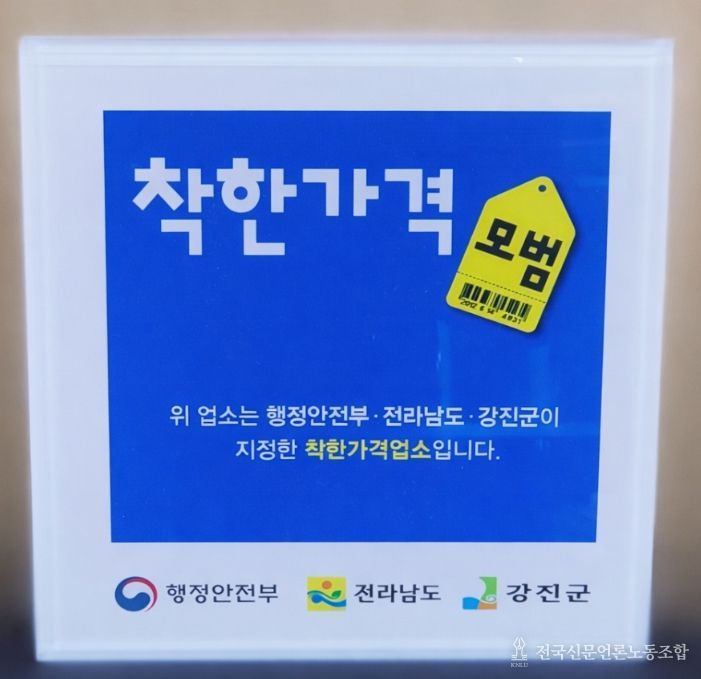 착한가격
모범
위 업소는 행정안전부·전라남도·강진군이
지정한 착한가격업소입니다.
행정안전부 전라남도 강진군
KNLU 전국신문언론노동조합